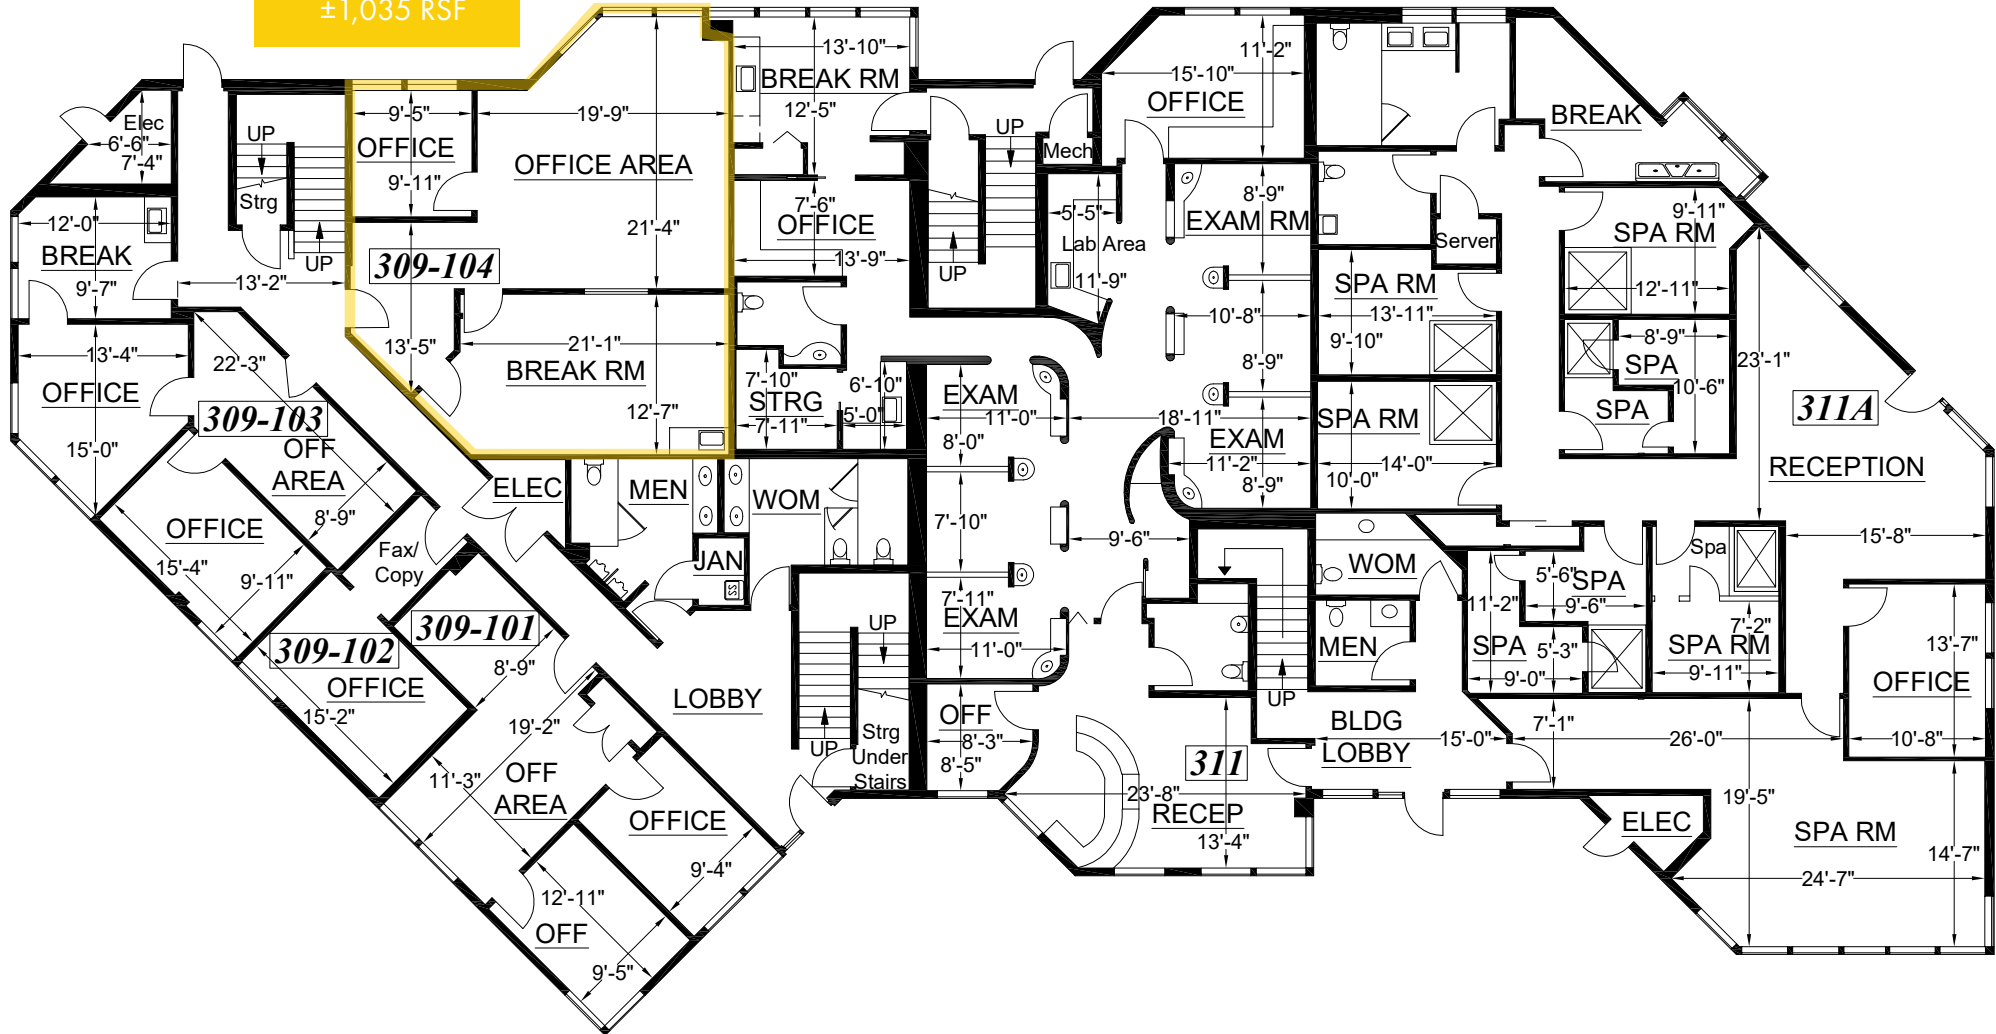 ±1,035 RSF
13'-10"
BREAK RM
12'-5"
11'-2"
15'-10"
OFFICE
9'-5"
OFFICE
9'-11"
19'-9"
OFFICE AREA
21'-4"
Elec
6'-6"
7'-4"
UP
Strg
UP
UP
Mech
UP
BREAK
12'-0"
BREAK
9'-7"
13'-2"
309-104
7'-6"
OFFICE
13'-9"
5'-5"
Lab Area
11'-9"
8'-9"
EXAM RM
10'-8"
8'-9"
Server
SPA RM
13'-11"
9'-10"
9'-11"
SPA RM
12'-11"
8'-9"
SPA
10'-6"
SPA
23'-1"
311A
RECEPTION
15'-8"
13'-4"
OFFICE
15'-0"
22'-3"
309-103
OFF
AREA
8'-9"
13'-5"
21'-1"
BREAK RM
12'-7"
7'-10"
STRG
7'-11"
6'-10"
5'-0"
EXAM
11'-0"
8'-0"
18'-11"
EXAM
11'-2"
8'-9"
SPA RM
14'-0"
10'-0"
ELEC
MEN
WOM
JAN
7'-10"
9'-6"
7'-11"
EXAM
11'-0"
OFFICE
15'-4"
9'-11"
Fax/
Copy
309-101
8'-9"
309-102
OFFICE
15'-2"
19'-2"
11'-3"
OFF
AREA
LOBBY
UP
UP
Strg
Under
Stairs
OFF
8'-3"
8'-5"
WOM
MEN
UP
BLDG
LOBBY
15'-0"
311
23'-8"
RECEP
13'-4"
5'-6"
SPA
9'-6"
11'-2"
SPA
5'-3"
9'-0"
Spa
7'-2"
SPA RM
9'-11"
13'-7"
OFFICE
10'-8"
7'-1"
26'-0"
19'-5"
ELEC
SPA RM
14'-7"
24'-7"
OFFICE
9'-4"
12'-11"
OFF
9'-5"